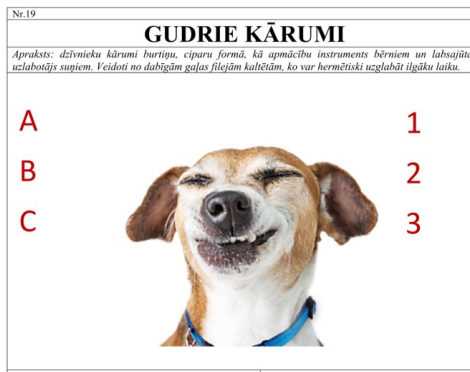 Nr.19
GUDRIE KĀRUMI
Apraksts: dzīvnieku kārumi burtiņu, ciparu formā, kā apmācību instruments bērniem un labsajūta
uzlabotājs suņiem. Veidoti no dabīgām gaļas filejām kaltētām, ko var hermētiski uzglabāt ilgāku laiku.
A 1
B 2
C 3